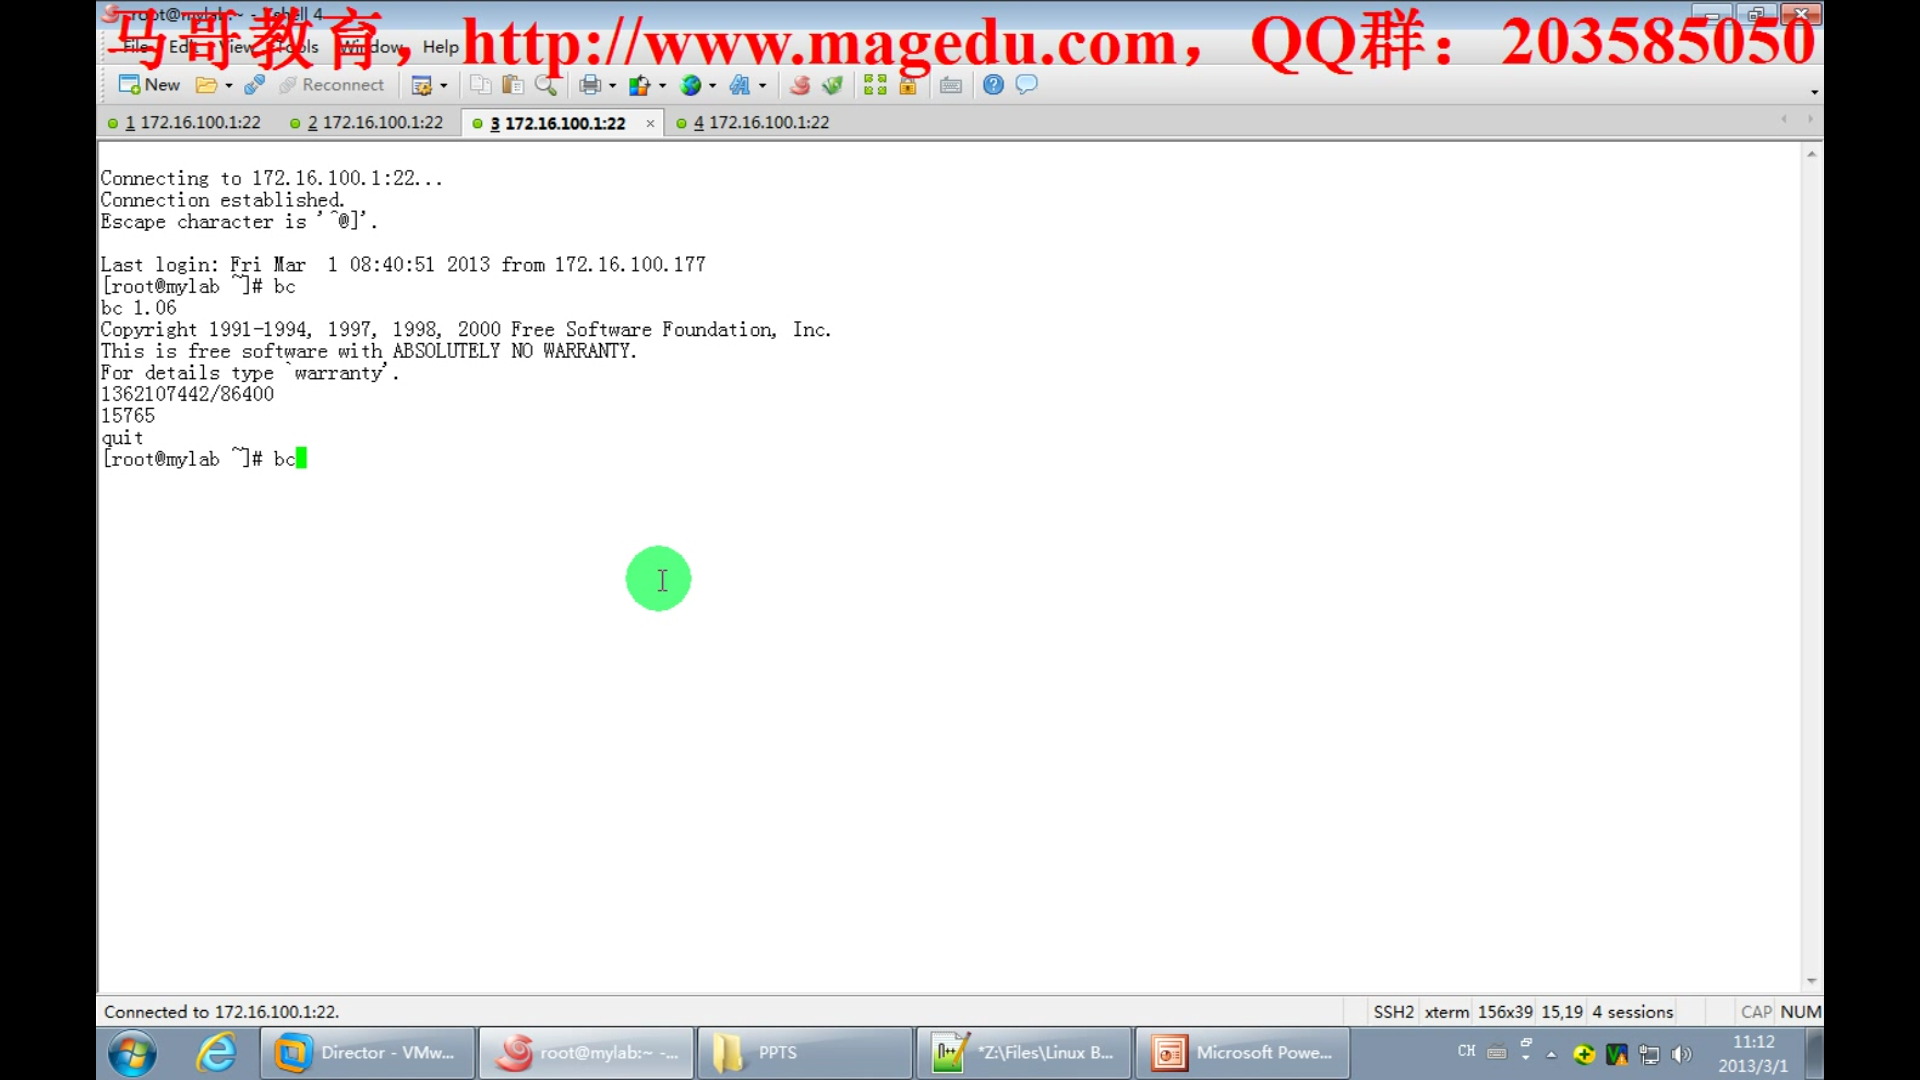 root@mylab:~ - Xshell 4
马哥教育，http://www.magedu.com，QQ群：203585050
File Edit View Tools Window Help
New Reconnect
1 172.16.100.1:22 2 172.16.100.1:22 3 172.16.100.1:22 × 4 172.16.100.1:22
Connecting to 172.16.100.1:22...
Connection established.
Escape character is '^@]'.
Last login: Fri Mar  1 08:40:51 2013 from 172.16.100.177
[root@mylab ~]# bc
bc 1.06
Copyright 1991-1994, 1997, 1998, 2000 Free Software Foundation, Inc.
This is free software with ABSOLUTELY NO WARRANTY.
For details type `warranty'.
1362107442/86400
15765
quit
[root@mylab ~]# bc
Connected to 172.16.100.1:22. SSH2 xterm 156x39 15,19 4 sessions CAP NUM
Director - VMw... root@mylab:~ -... PPTS *Z:\Files\Linux B... Microsoft Powe... CH 11:12
2013/3/1